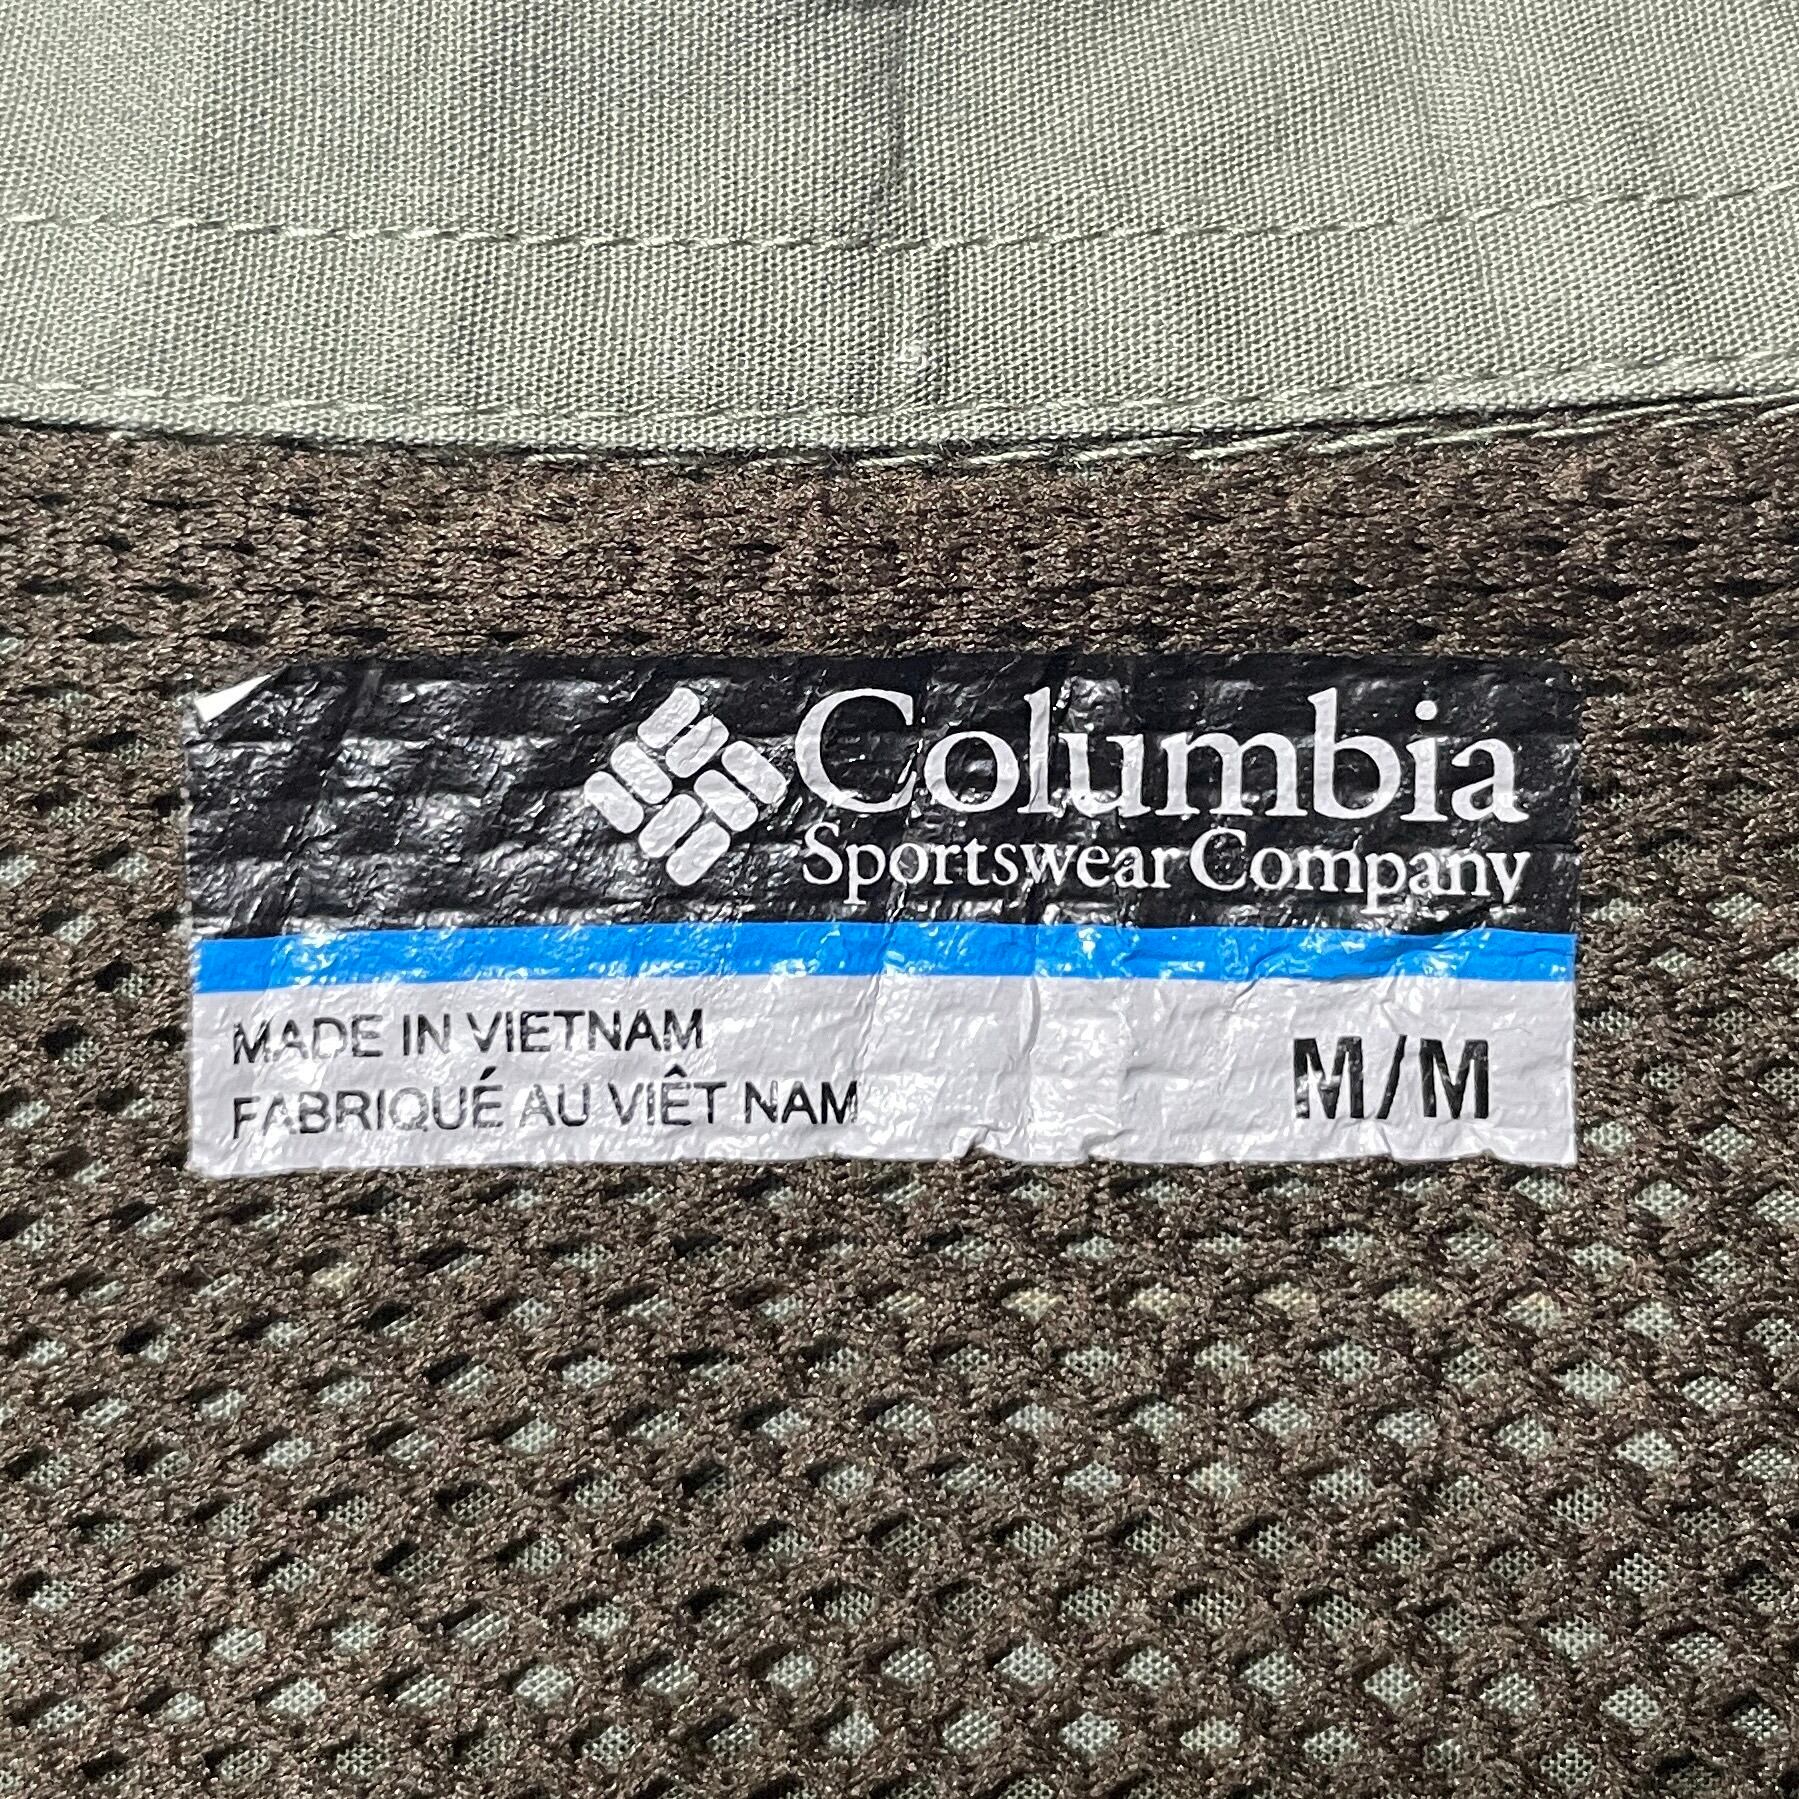 Columbia
Sportswear Company
MADE IN VIETNAM
FABRIQUÉ AU VIÊT NAM
M/M